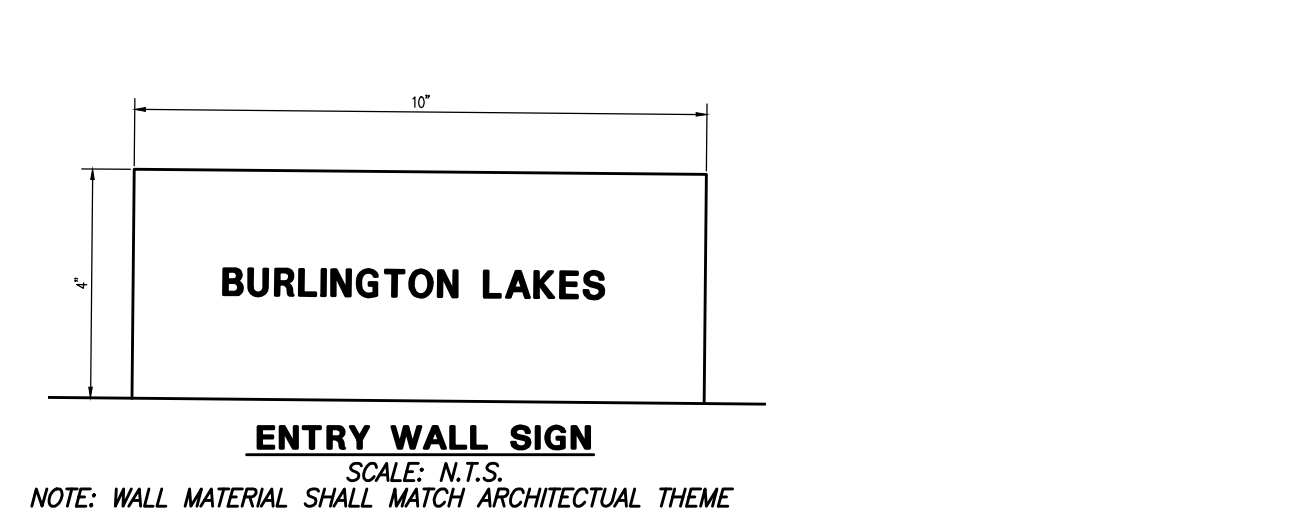 10"
4"
BURLINGTON LAKES
ENTRY WALL SIGN
SCALE: N.T.S.
NOTE: WALL MATERIAL SHALL MATCH ARCHITECTUAL THEME